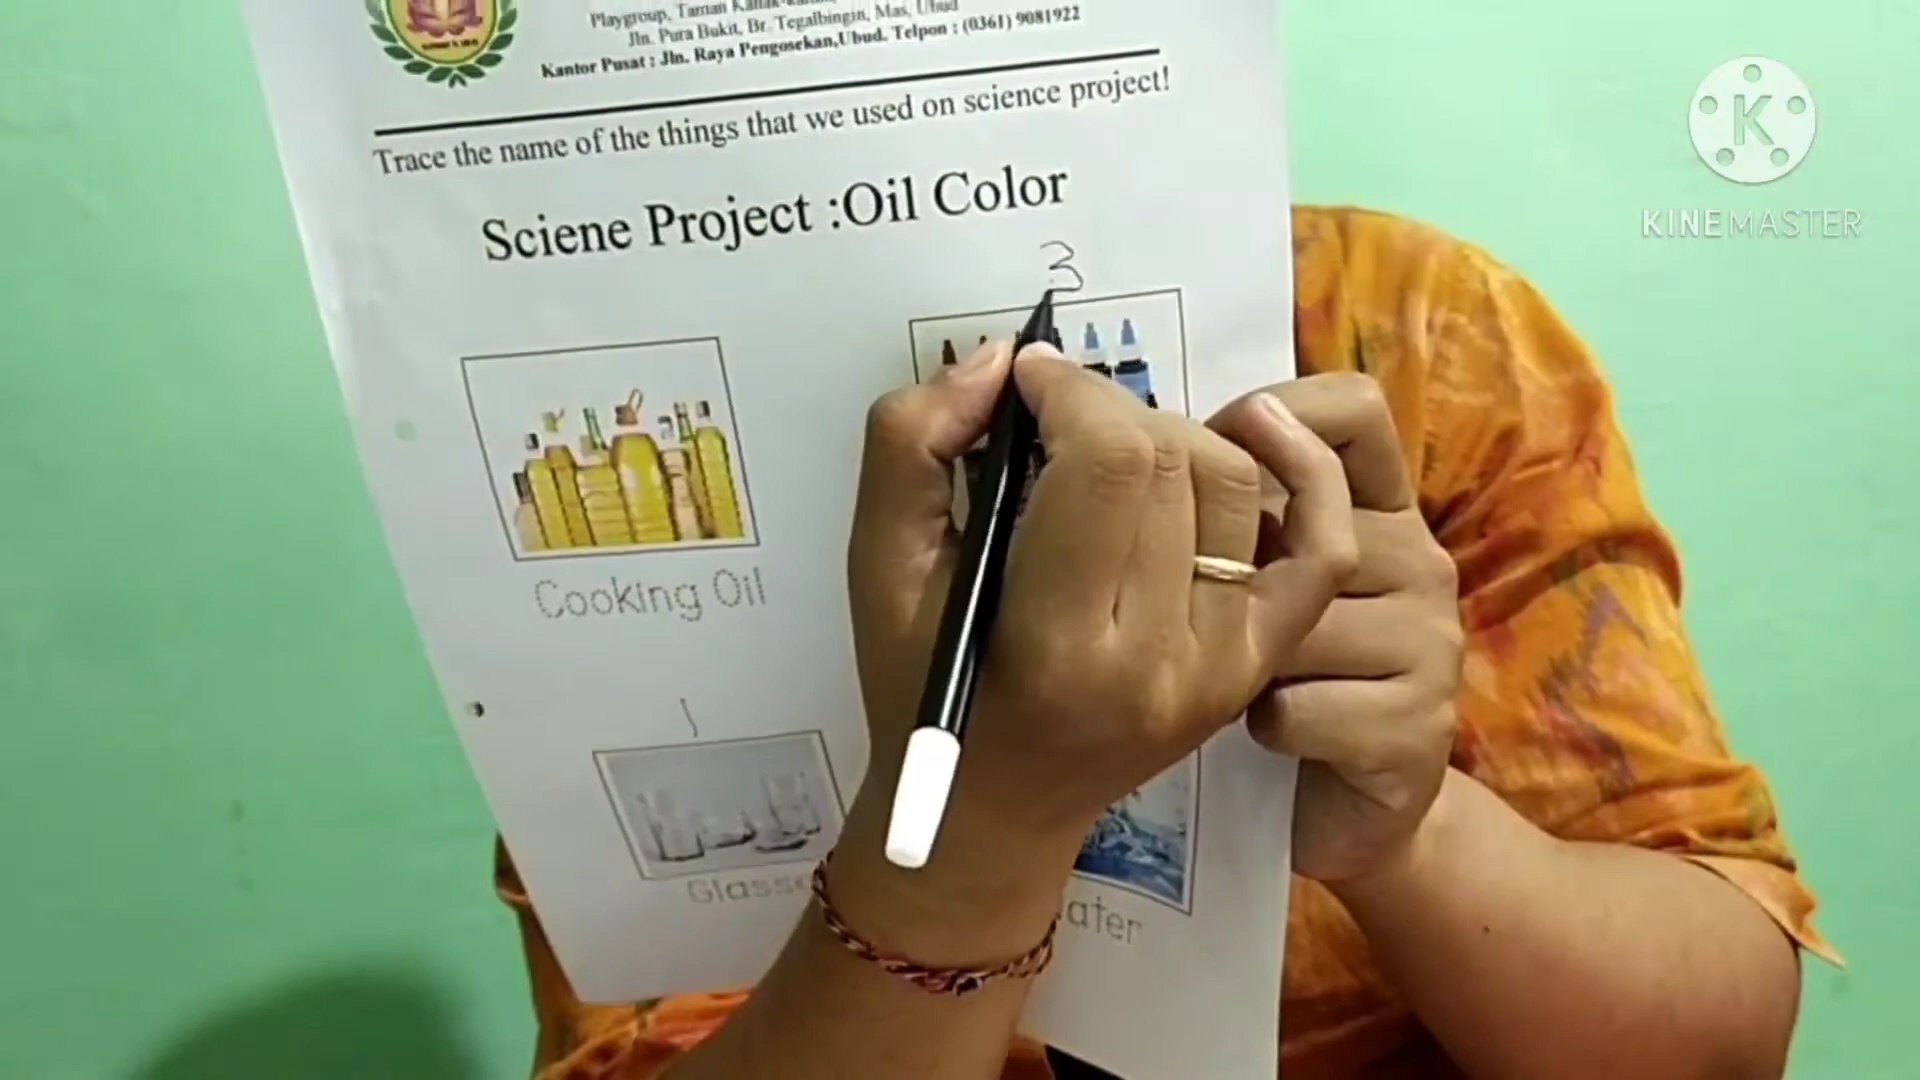 Playgroup, Taman
Jln. Pura Bukit, Br. Tegalbingin, Mas, Ubud
Kantor Pusat : Jln. Raya Pengosekan,Ubud. Telpon : (0361) 9081922
Trace the name of the things that we used on science project!
Sciene Project :Oil Color
3
Cooking Oil
1
Glasse
ater
K
KINEMASTER